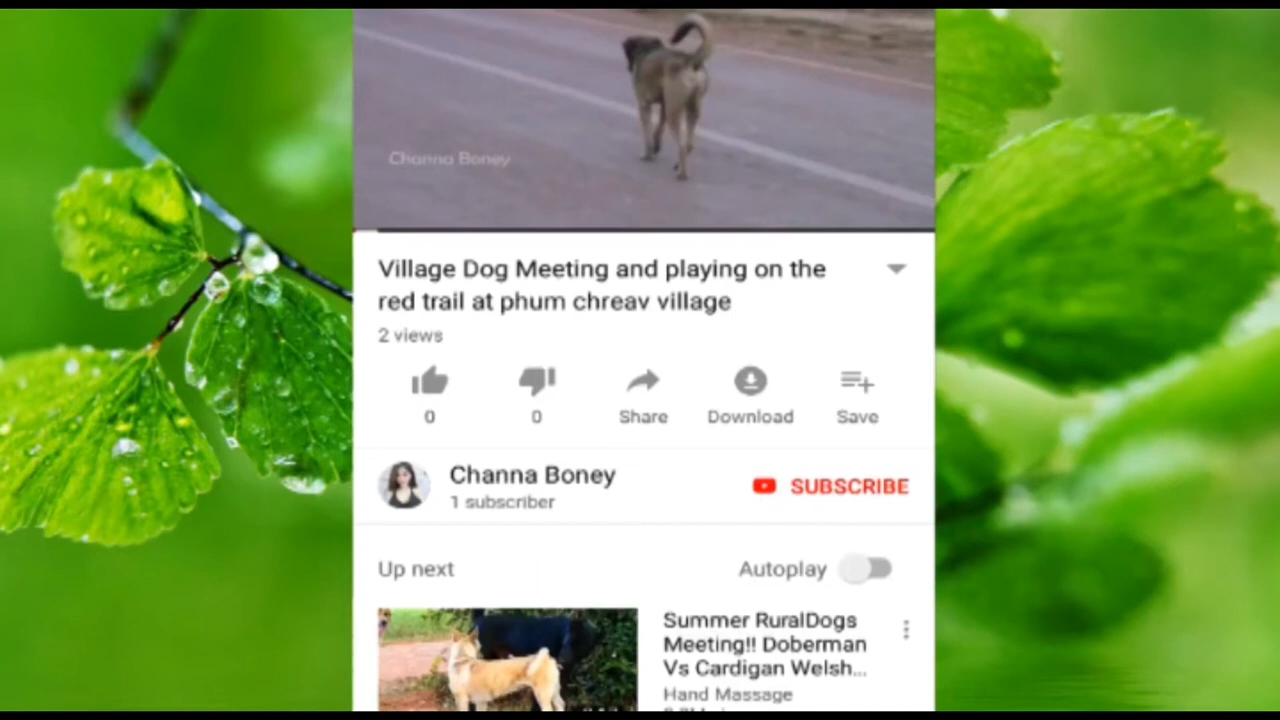 Channa Boney
Village Dog Meeting and playing on the
red trail at phum chreav village
2 views
0
0
Share
Download
Save
Channa Boney
1 subscriber
SUBSCRIBE
Up next
Autoplay
Summer RuralDogs
Meeting!! Doberman
Vs Cardigan Welsh...
Hand Massage